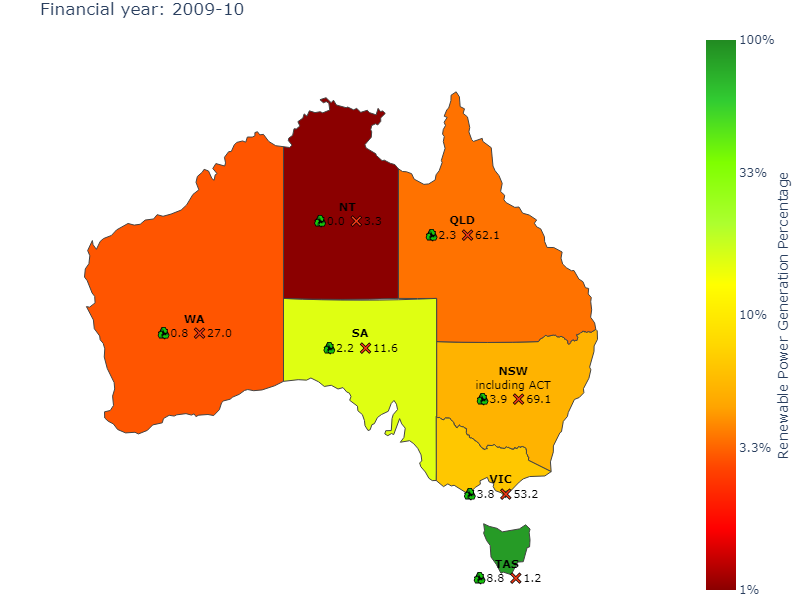 Financial year: 2009-10
100%
33%
10%
3.3%
1%
Renewable Power Generation Percentage
NT
0.0 3.3
QLD
2.3 62.1
WA
0.8 27.0
SA
2.2 11.6
NSW
including ACT
3.9 69.1
VIC
3.8 53.2
TAS
8.8 1.2